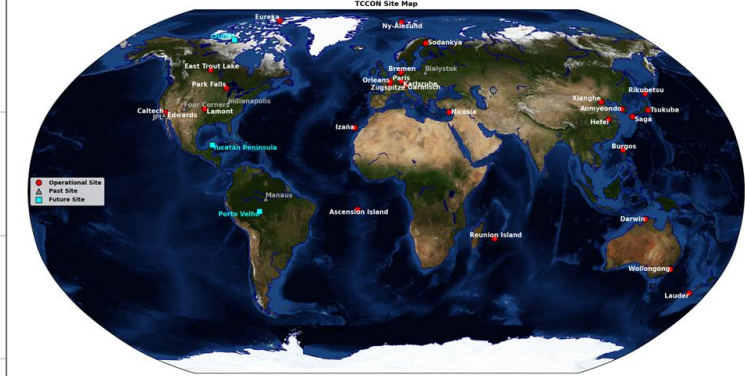 TCCON Site Map
Eureka
Ny-Ålesund
Sodankya
East Trout Lake
Bremen
Bialystok
Park Falls
Orleans
Paris
Karlsruhe
Zugspitze
Garmisch
Rikubetsu
Four Corners
Indianapolis
Xianghe
Caltech
JPL
Edwards
Lamont
Nicosia
Anmyeondo
Tsukuba
Saga
Hefei
Izaña
Yucatán Peninsula
Burgos
Operational Site
Past Site
Future Site
Manaus
Porto Velho
Ascension Island
Darwin
Reunion Island
Wollongong
Lauder